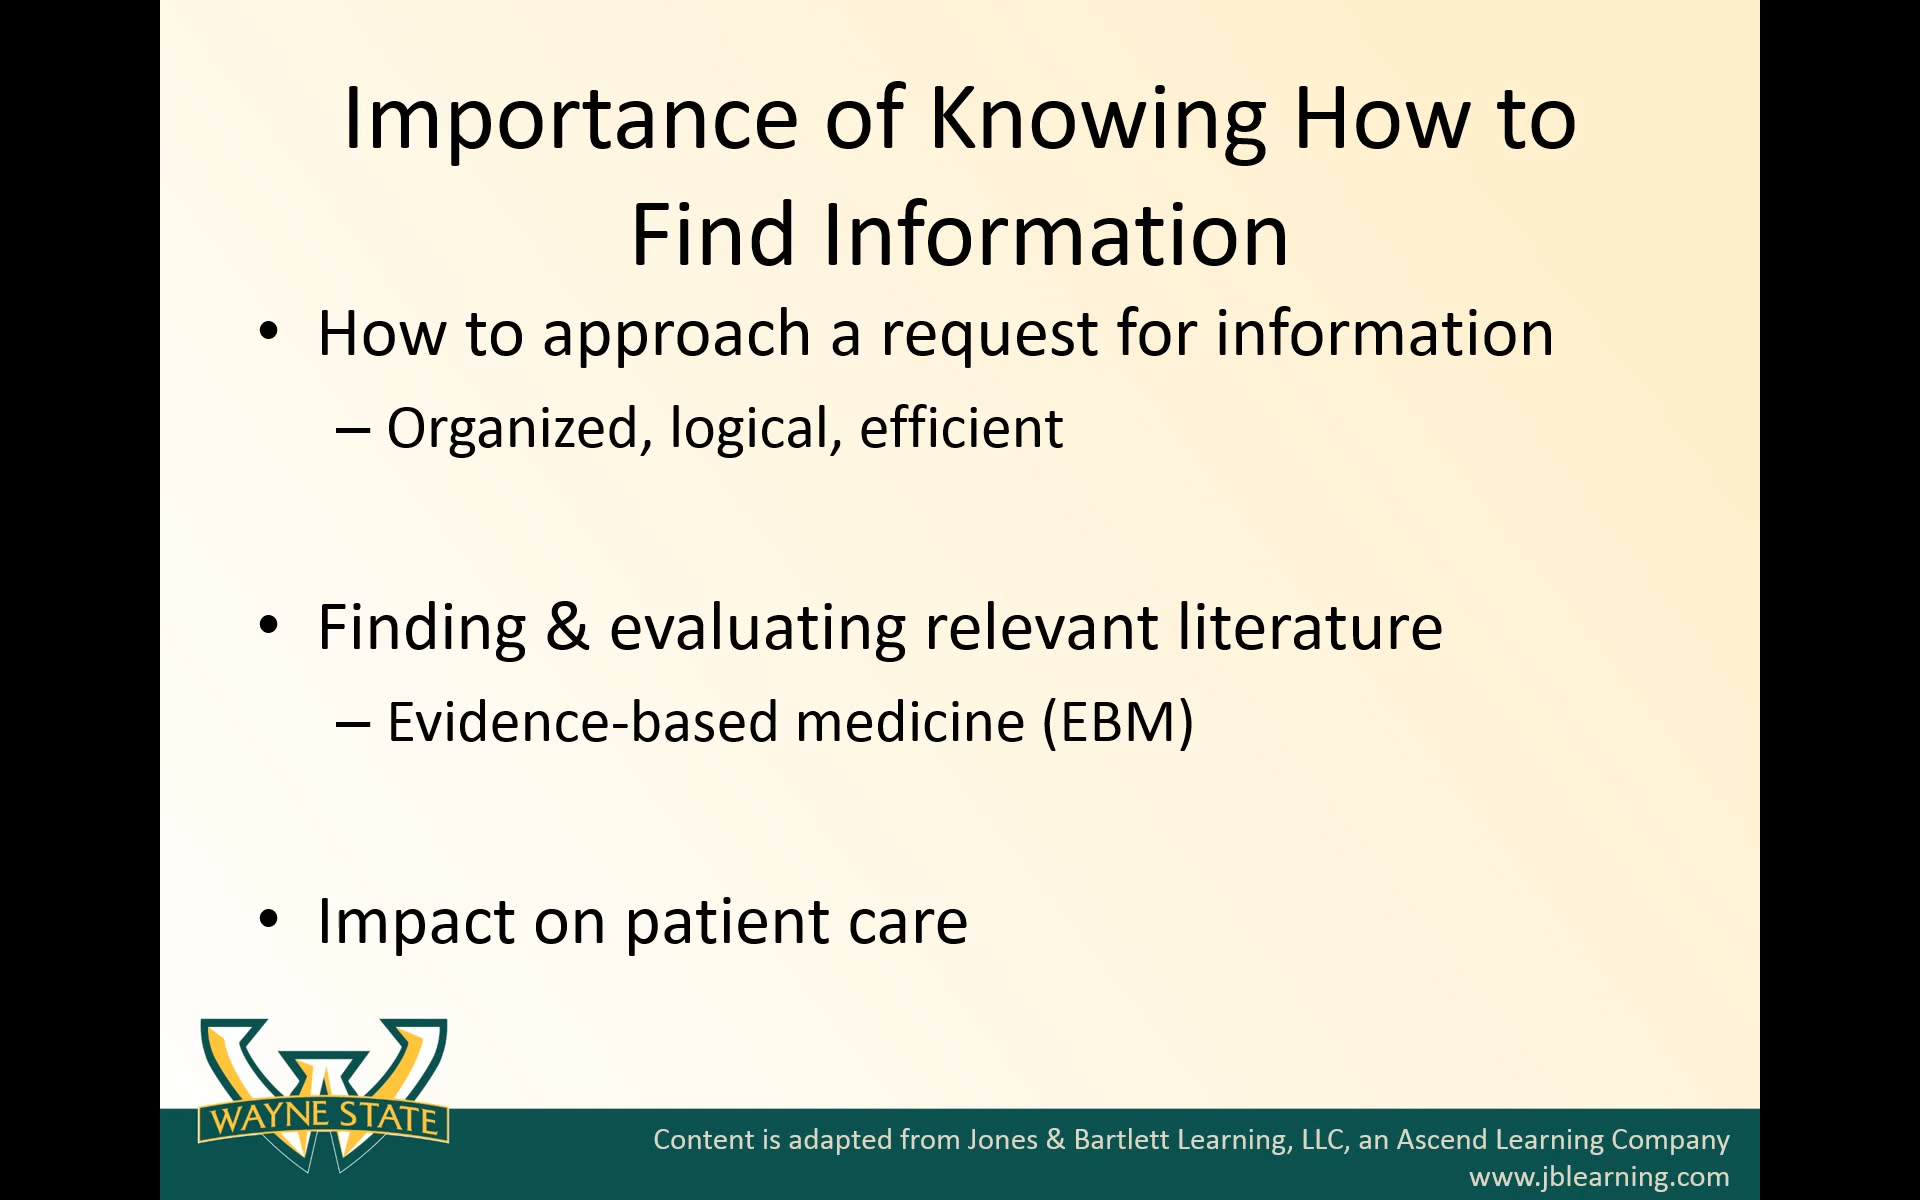 Importance of Knowing How to
Find Information
• How to approach a request for information
– Organized, logical, efficient
• Finding & evaluating relevant literature
– Evidence-based medicine (EBM)
• Impact on patient care
WAYNE STATE
Content is adapted from Jones & Bartlett Learning, LLC, an Ascend Learning Company
www.jblearning.com